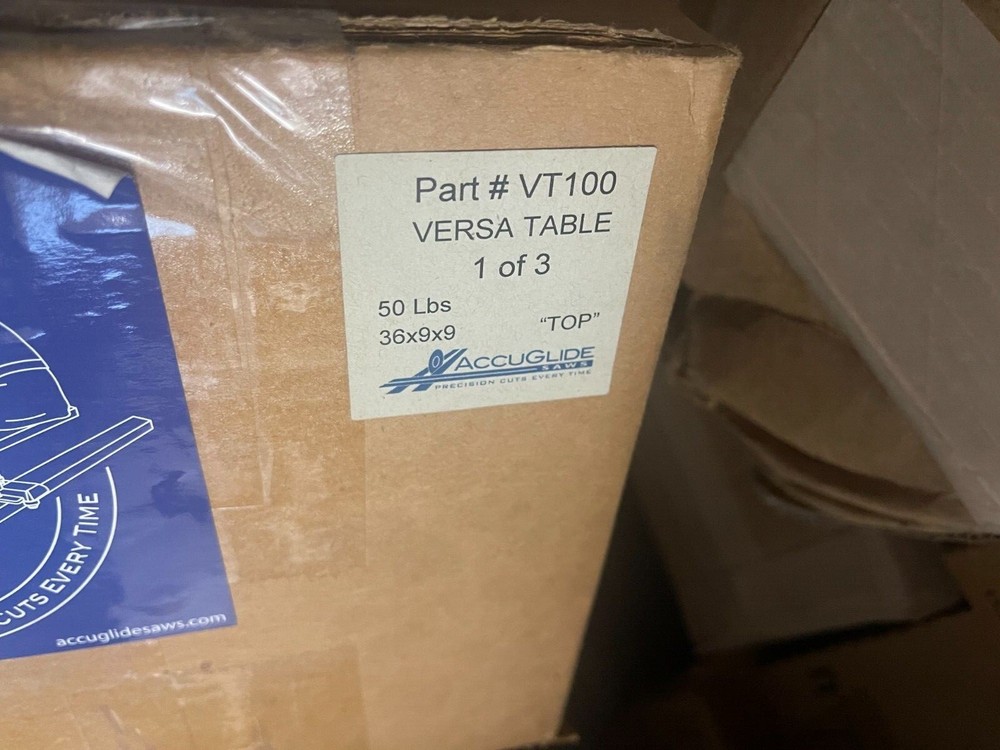 Part # VT100
VERSA TABLE
1 of 3
50 Lbs
36x9x9
“TOP”
ACCUGLIDE
SAWS
PRECISION CUTS EVERY TIME
CUTS EVERY TIME
accuglidesaws.com